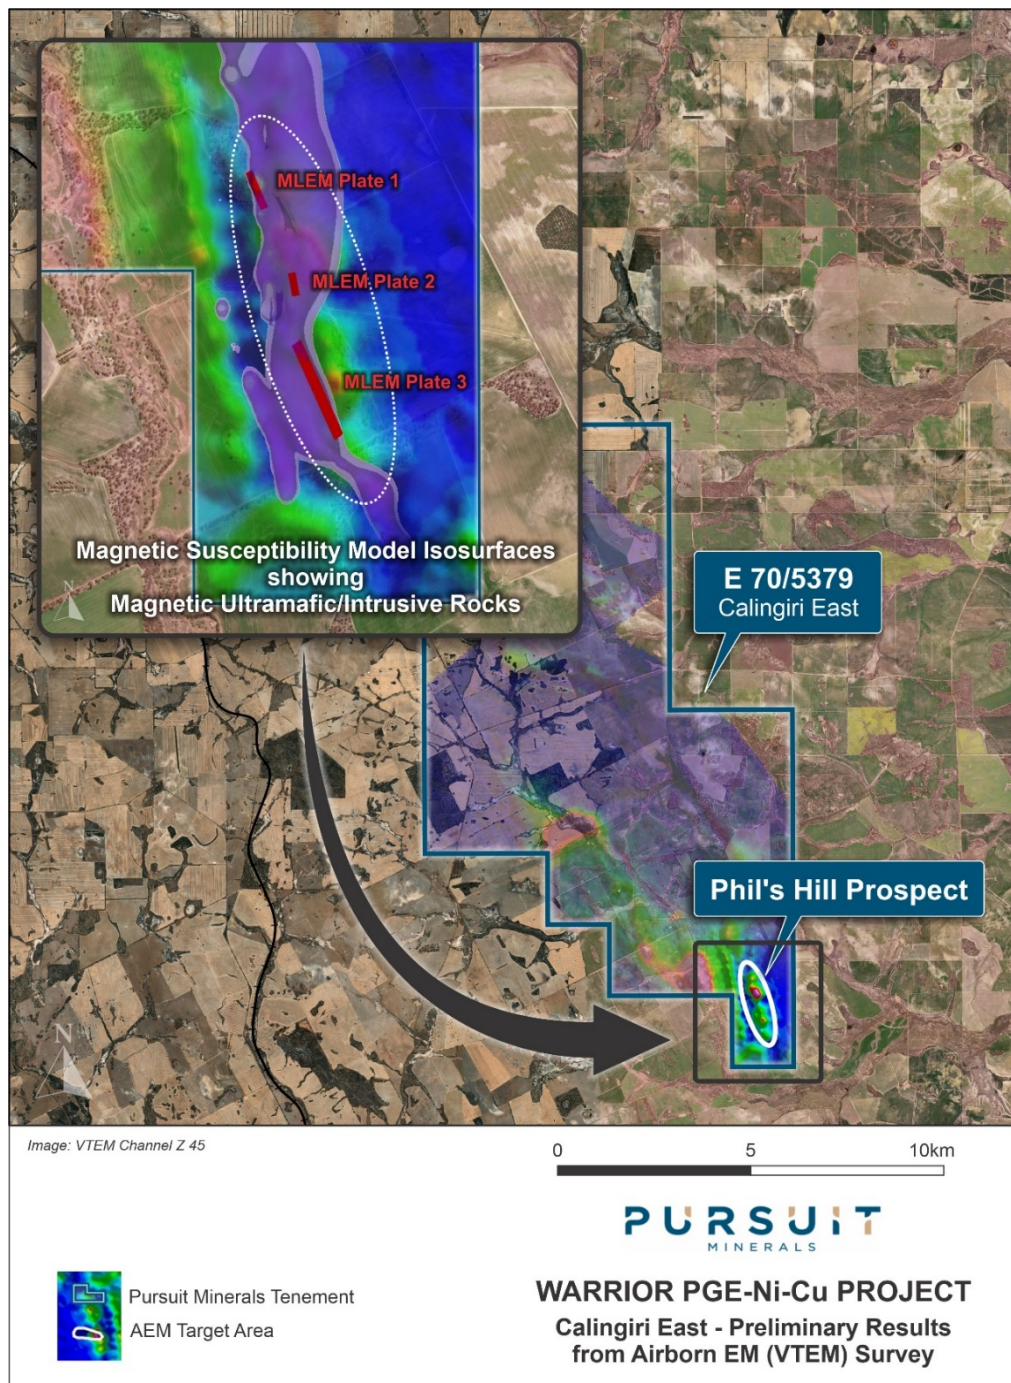 MLEM Plate 1
MLEM Plate 2
MLEM Plate 3
Magnetic Susceptibility Model Isosurfaces
showing
Magnetic Ultramafic/Intrusive Rocks
N
E 70/5379
Calingiri East
Phil's Hill Prospect
N
Image: VTEM Channel Z 45
0 5 10km
PURSUIT
MINERALS
Pursuit Minerals Tenement
AEM Target Area
WARRIOR PGE-Ni-Cu PROJECT
Calingiri East - Preliminary Results
from Airborn EM (VTEM) Survey